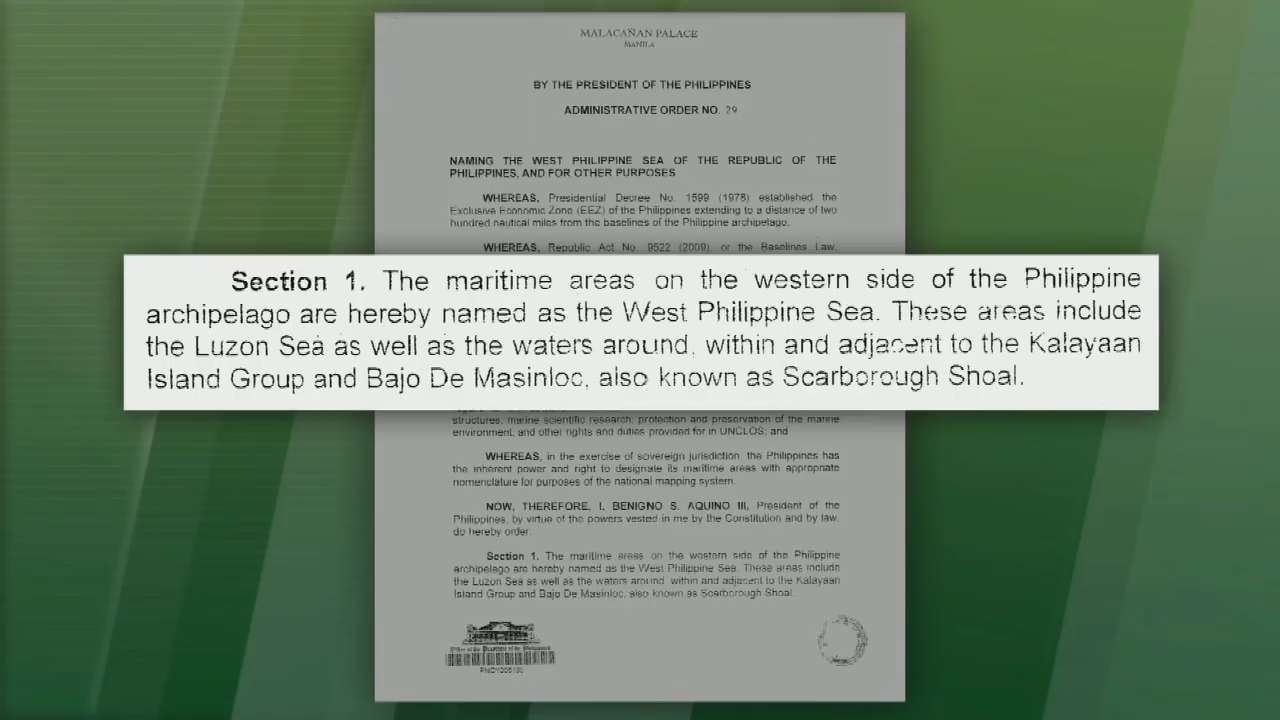 MALACAÑAN PALACE
MANILA
BY THE PRESIDENT OF THE PHILIPPINES
ADMINISTRATIVE ORDER NO. 29
NAMING THE WEST PHILIPPINE SEA OF THE REPUBLIC OF THE
PHILIPPINES, AND FOR OTHER PURPOSES
WHEREAS, Presidential Decree No. 1599 (1978) established the
Exclusive Economic Zone (EEZ) of the Philippines extending to a distance of two
hundred nautical miles from the baselines of the Philippine archipelago.
WHEREAS, Republic Act No. 9522 (2009), or the Baselines Law,
Section 1. The maritime areas on the western side of the Philippine
archipelago are hereby named as the West Philippine Sea. These areas include
the Luzon Sea as well as the waters around, within and adjacent to the Kalayaan
Island Group and Bajo De Masinloc, also known as Scarborough Shoal.
structures; marine scientific research; protection and preservation of the marine
environment, and other rights and duties provided for in UNCLOS; and
WHEREAS, in the exercise of sovereign jurisdiction, the Philippines has
the inherent power and right to designate its maritime areas with appropriate
nomenclature for purposes of the national mapping system.
NOW, THEREFORE, I, BENIGNO S. AQUINO III, President of the
Philippines, by virtue of the powers vested in me by the Constitution and by law,
do hereby order:
Section 1. The maritime areas on the western side of the Philippine
archipelago are hereby named as the West Philippine Sea. These areas include
the Luzon Sea as well as the waters around, within and adjacent to the Kalayaan
Island Group and Bajo De Masinloc, also known as Scarborough Shoal.
Office of the President of the Philippines